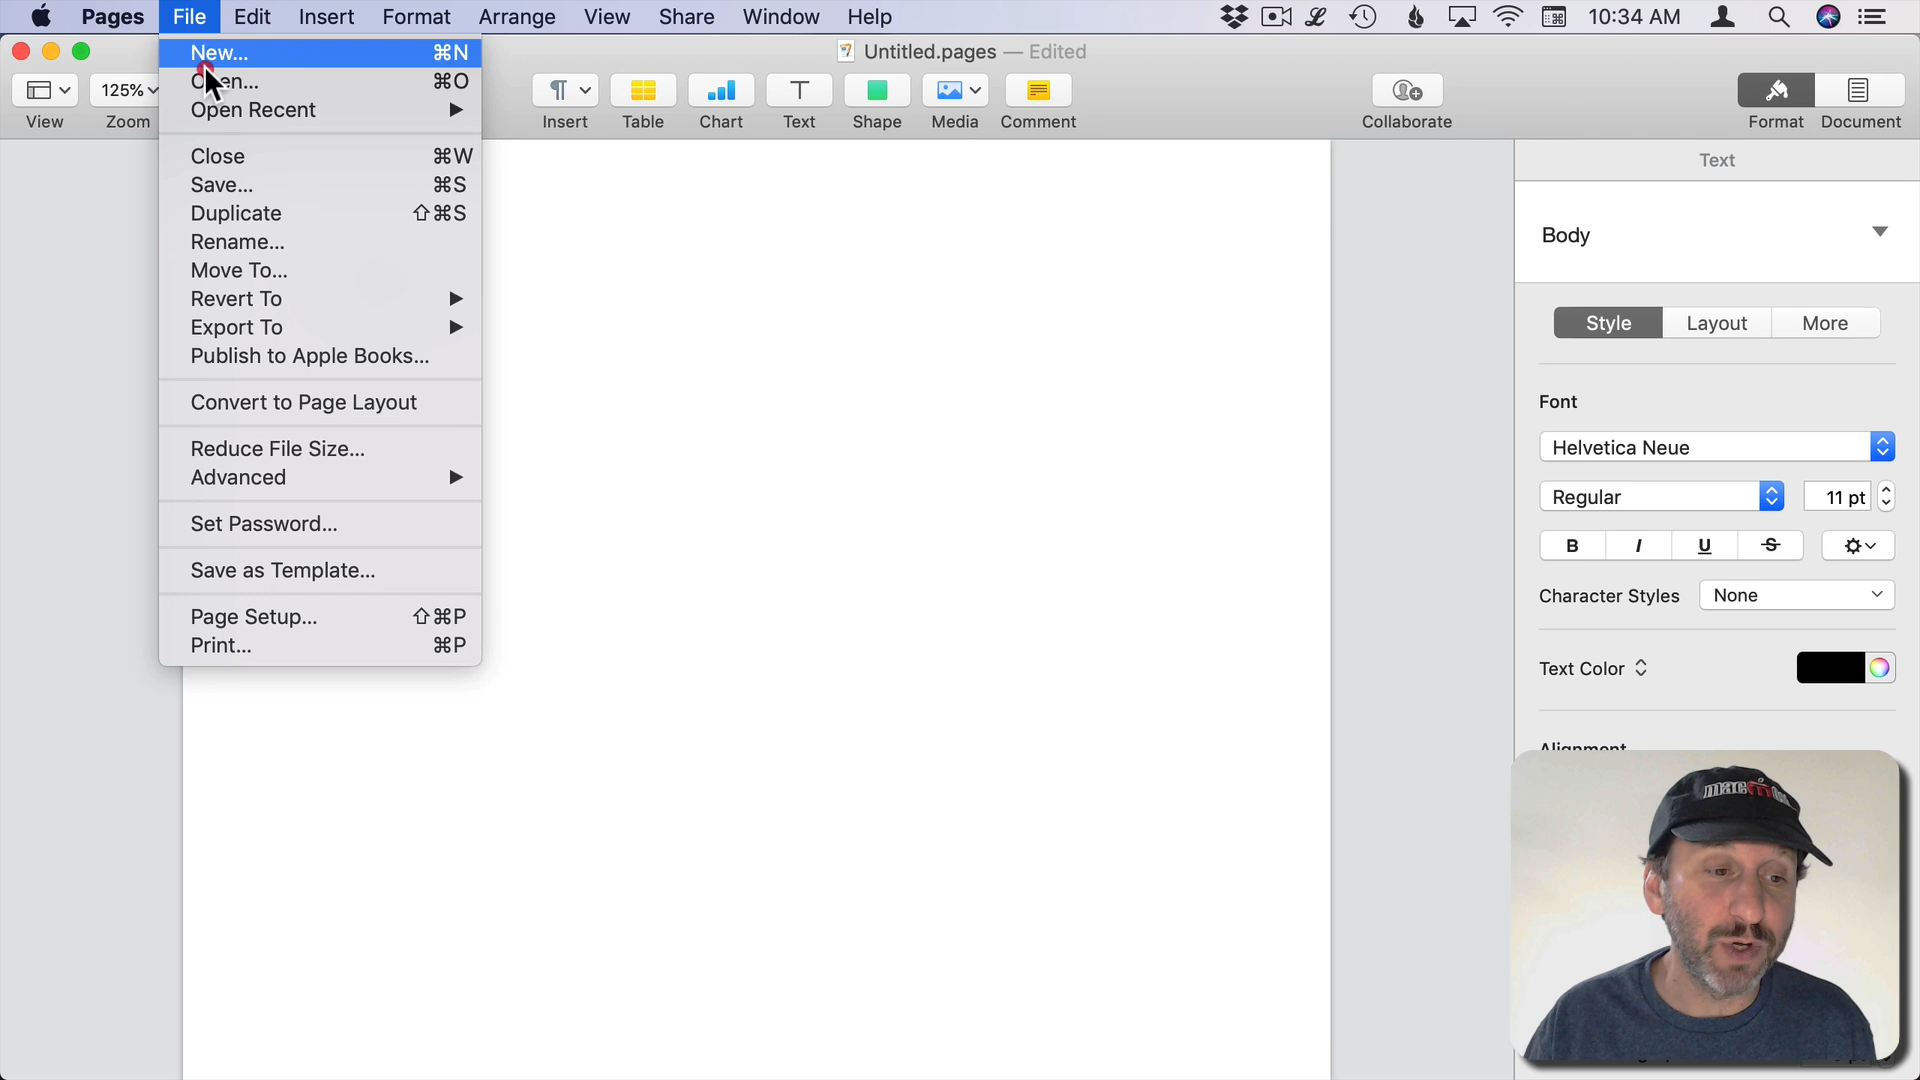 Pages File Edit Insert Format Arrange View Window Share Help 10:34 AM
Untitled.pages — Edited
125%
View Zoom Insert Table Chart Text Shape Media Comment Collaborate Format Document
New... ⌘N
Open... ⌘O
Open Recent
Close ⌘W
Save... ⌘S
Duplicate ⇧⌘S
Rename...
Move To...
Revert To
Export To
Publish to Apple Books...
Convert to Page Layout
Reduce File Size...
Advanced
Set Password...
Save as Template...
Page Setup... ⇧⌘P
Print... ⌘P
Text
Body
Style Layout More
Font
Helvetica Neue
Regular 11 pt
B I U S
Character Styles None
Text Color
Alignment